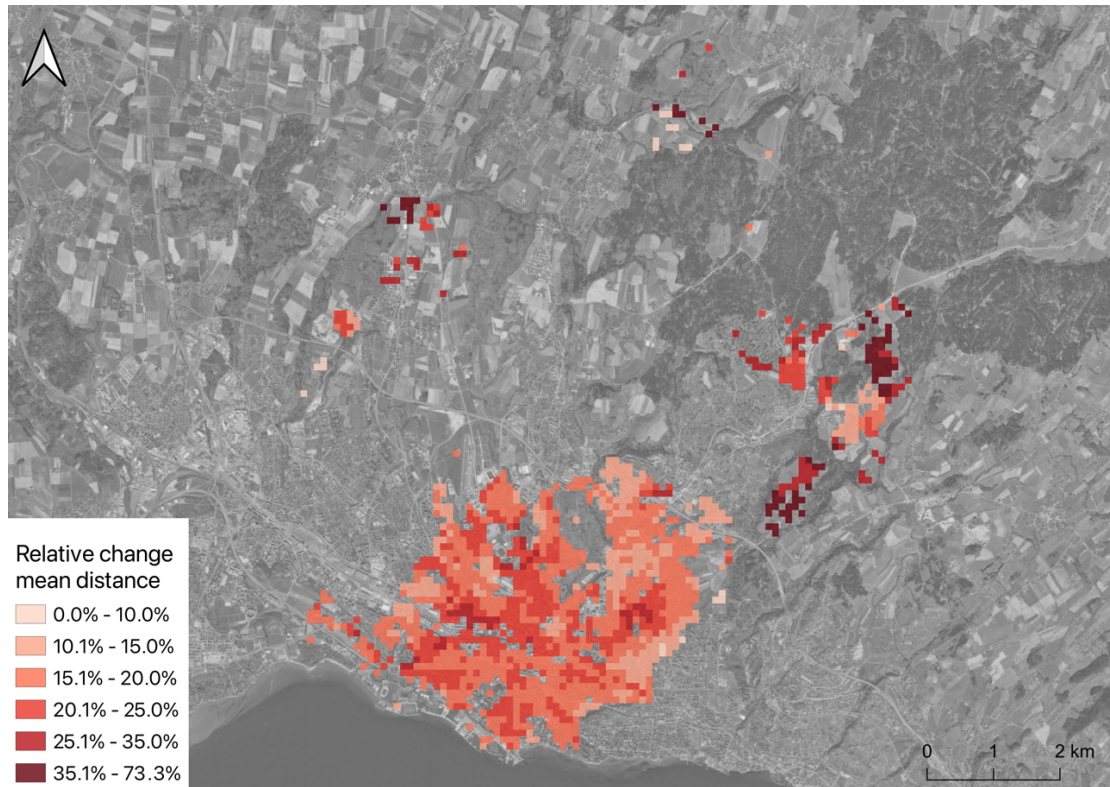 Relative change
mean distance
0.0% - 10.0%
10.1% - 15.0%
15.1% - 20.0%
20.1% - 25.0%
25.1% - 35.0%
35.1% - 73.3%
0 1 2 km